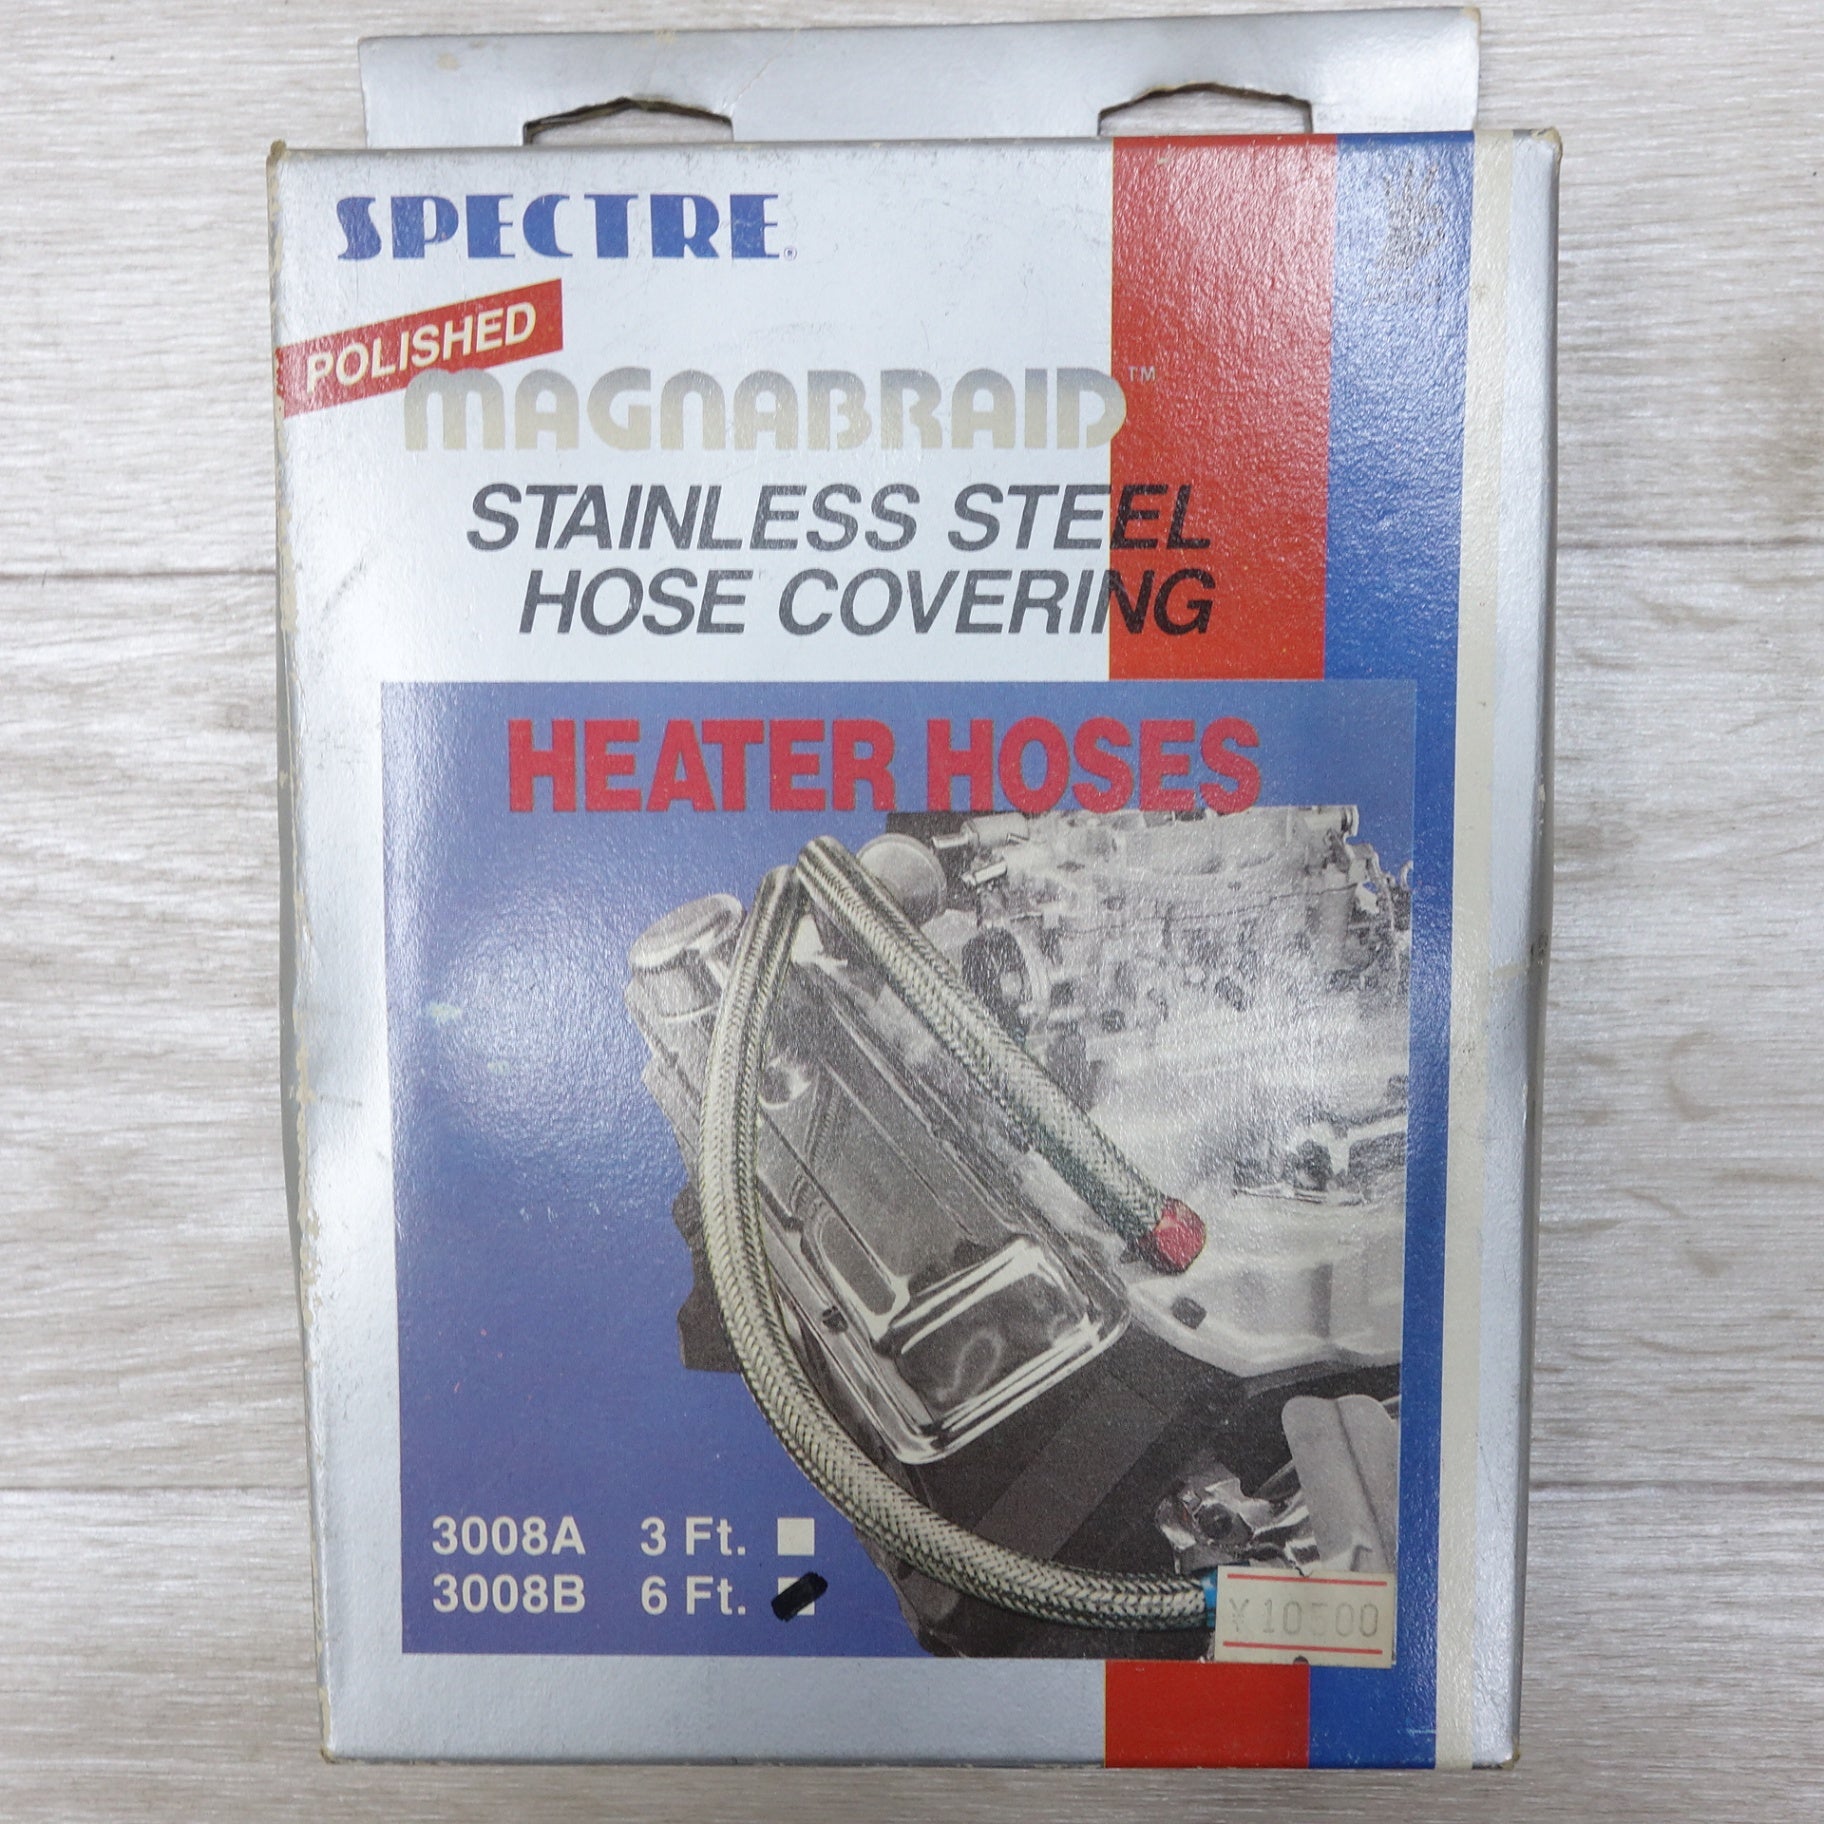 SPECTRE®
POLISHED
MAGNABRAID™
STAINLESS STEEL
HOSE COVERING
HEATER HOSES
3008A 3 Ft.
3008B 6 Ft.
¥10500